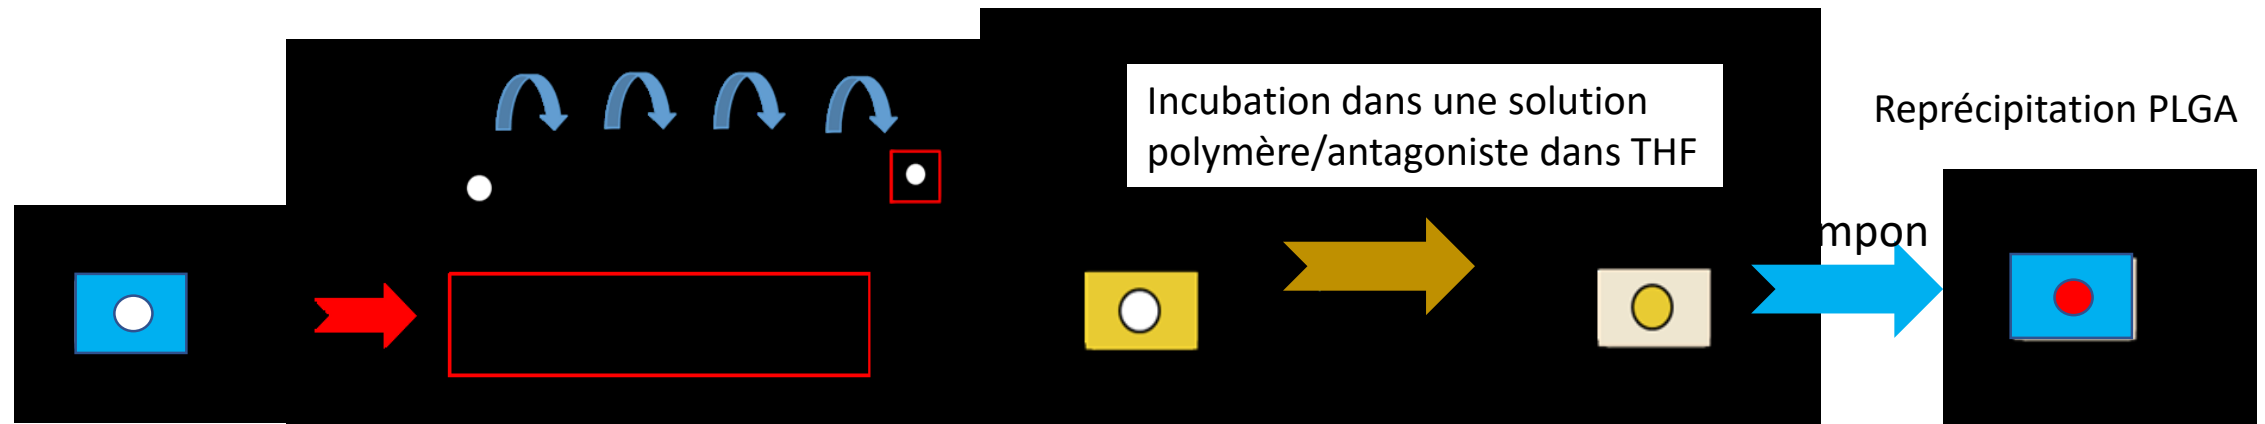 Incubation dans une solution
polymère/antagoniste dans THF
Reprécipitation PLGA
mpon